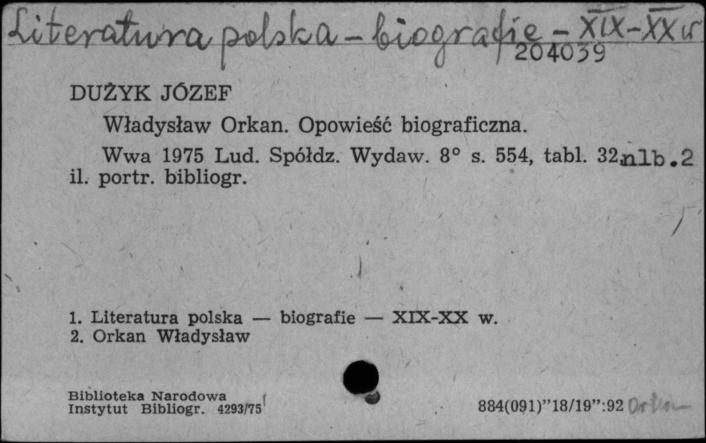 Literatura polska – biografie – XIX–XX w
204039
DUŻYK JÓZEF
Władysław Orkan. Opowieść biograficzna.
Wwa 1975 Lud. Spółdz. Wydaw. 8° s. 554, tabl. 32,nlb.2
il. portr. bibliogr.
1. Literatura polska — biografie — XIX-XX w.
2. Orkan Władysław
Biblioteka Narodowa
Instytut Bibliogr. 4293/75
884(091)"18/19":92 Orkan